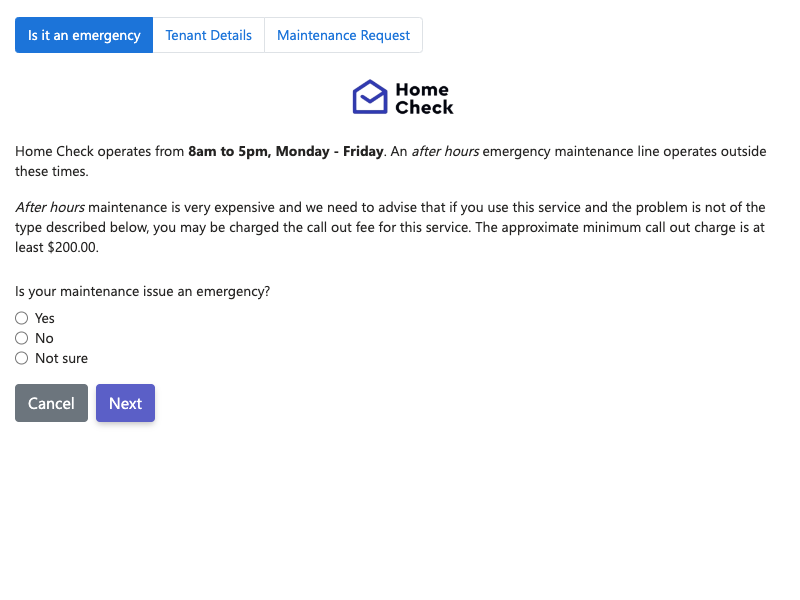 Is it an emergency
Tenant Details
Maintenance Request
Home
Check
Home Check operates from 8am to 5pm, Monday - Friday. An after hours emergency maintenance line operates outside
these times.
After hours maintenance is very expensive and we need to advise that if you use this service and the problem is not of the
type described below, you may be charged the call out fee for this service. The approximate minimum call out charge is at
least $200.00.
Is your maintenance issue an emergency?
Yes
No
Not sure
Cancel
Next